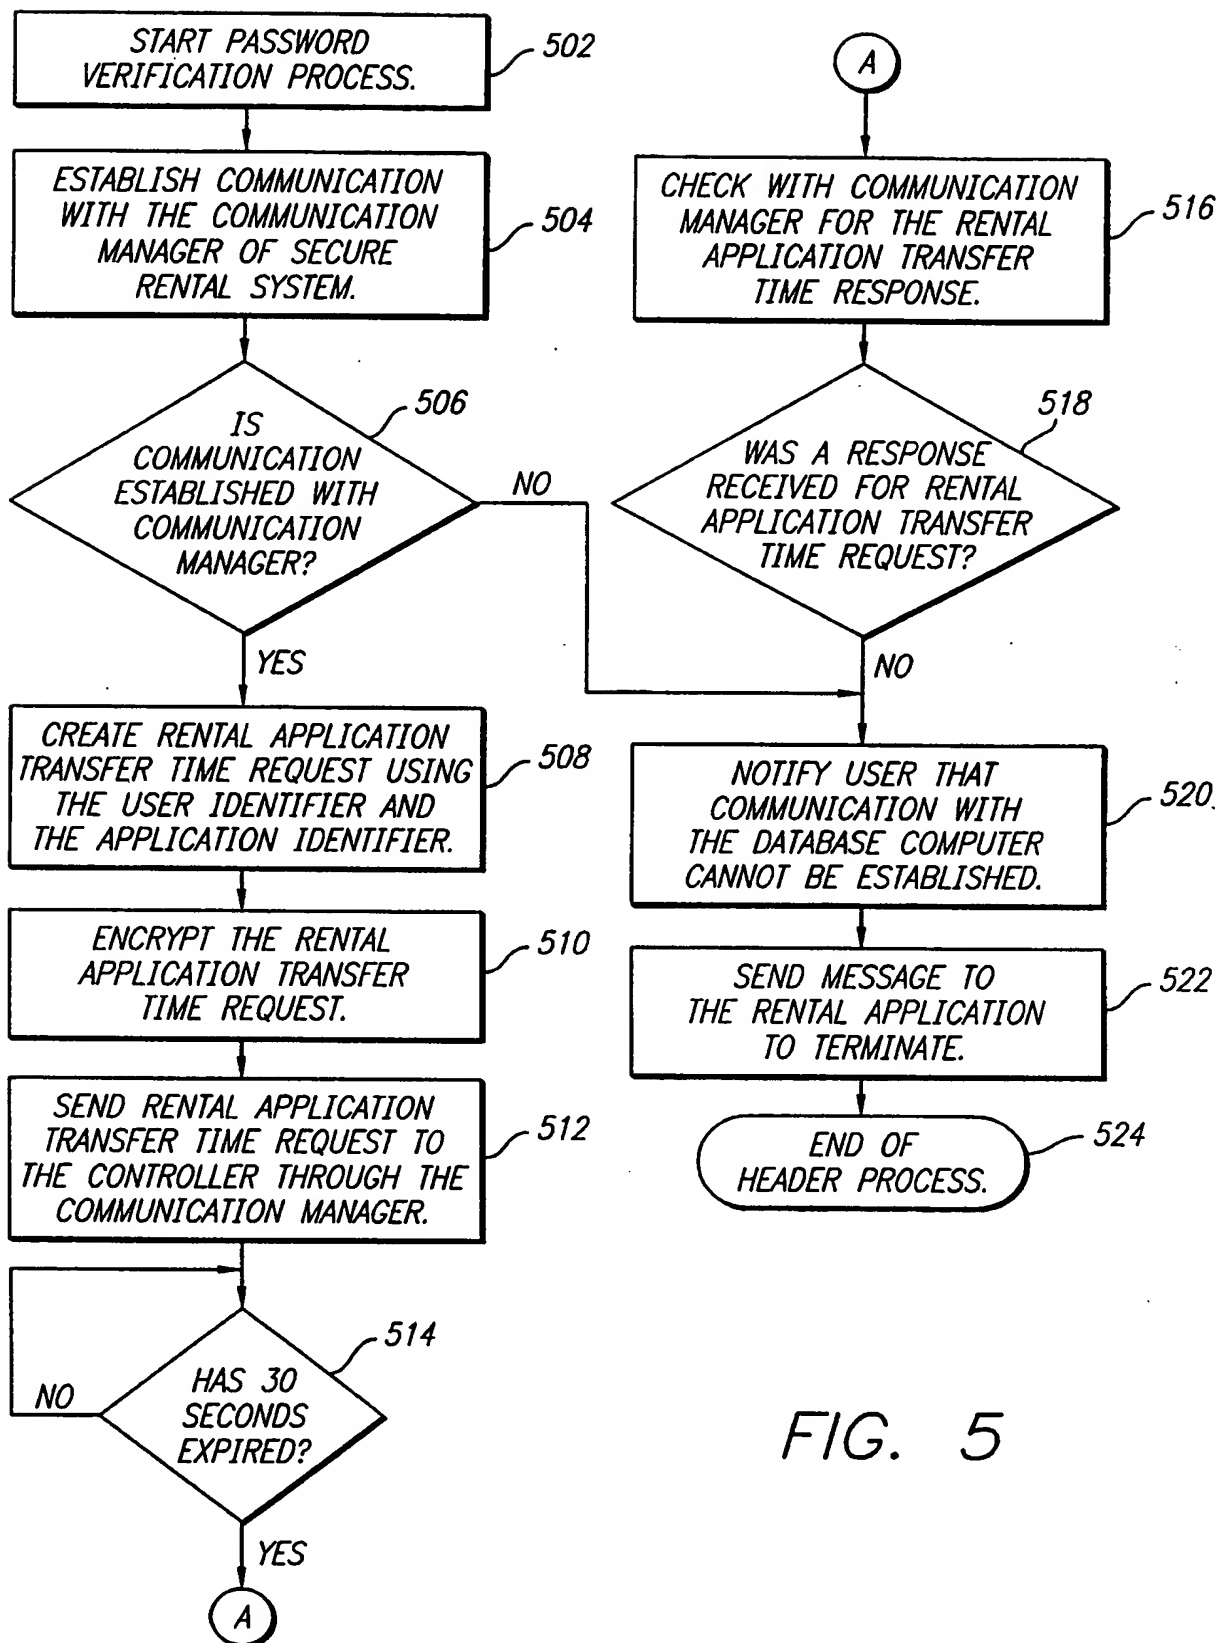 START PASSWORD
VERIFICATION PROCESS.
502
ESTABLISH COMMUNICATION
WITH THE COMMUNICATION
MANAGER OF SECURE
RENTAL SYSTEM.
504
IS
COMMUNICATION
ESTABLISHED WITH
COMMUNICATION
MANAGER?
506
NO
YES
CREATE RENTAL APPLICATION
TRANSFER TIME REQUEST USING
THE USER IDENTIFIER AND
THE APPLICATION IDENTIFIER.
508
ENCRYPT THE RENTAL
APPLICATION TRANSFER
TIME REQUEST.
510
SEND RENTAL APPLICATION
TRANSFER TIME REQUEST TO
THE CONTROLLER THROUGH THE
COMMUNICATION MANAGER.
512
HAS 30
SECONDS
EXPIRED?
514
NO
YES
A
A
CHECK WITH COMMUNICATION
MANAGER FOR THE RENTAL
APPLICATION TRANSFER
TIME RESPONSE.
516
WAS A RESPONSE
RECEIVED FOR RENTAL
APPLICATION TRANSFER
TIME REQUEST?
518
NO
NOTIFY USER THAT
COMMUNICATION WITH
THE DATABASE COMPUTER
CANNOT BE ESTABLISHED.
520
SEND MESSAGE TO
THE RENTAL APPLICATION
TO TERMINATE.
522
END OF
HEADER PROCESS.
524
FIG. 5